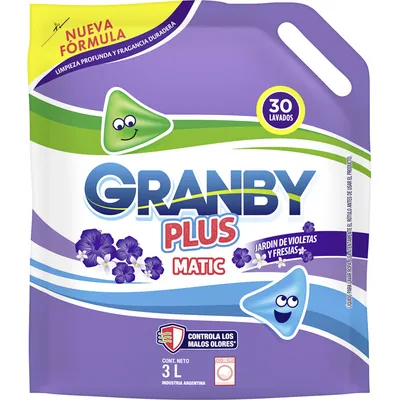 NUEVA
FÓRMULA
LIMPIEZA PROFUNDA Y FRAGANCIA DURADERA
30
LAVADOS
GRANBY
PLUS
MATIC
JARDIN DE VIOLETAS
Y FRESIAS
CONTROLA LOS
MALOS OLORES*
CONT. NETO
3 L
INDUSTRIA ARGENTINA